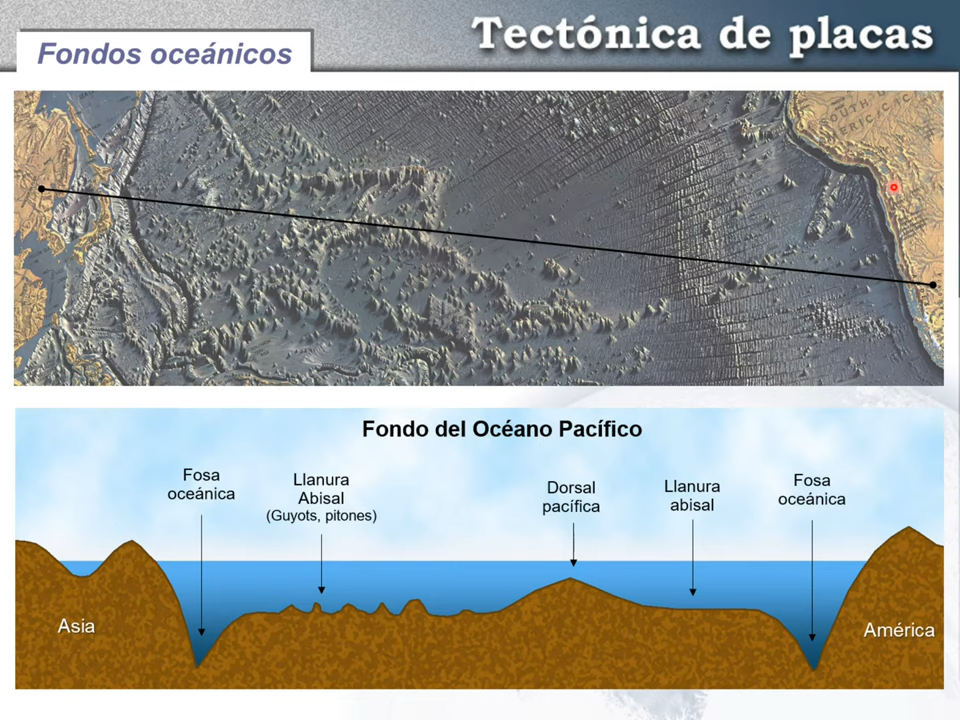 Tectónica de placas
Fondos oceánicos
SOUTH
Fondo del Océano Pacífico
Fosa
oceánica
Llanura
Abisal
(Guyots, pitones)
Dorsal
pacífica
Llanura
abisal
Fosa
oceánica
Asia
América